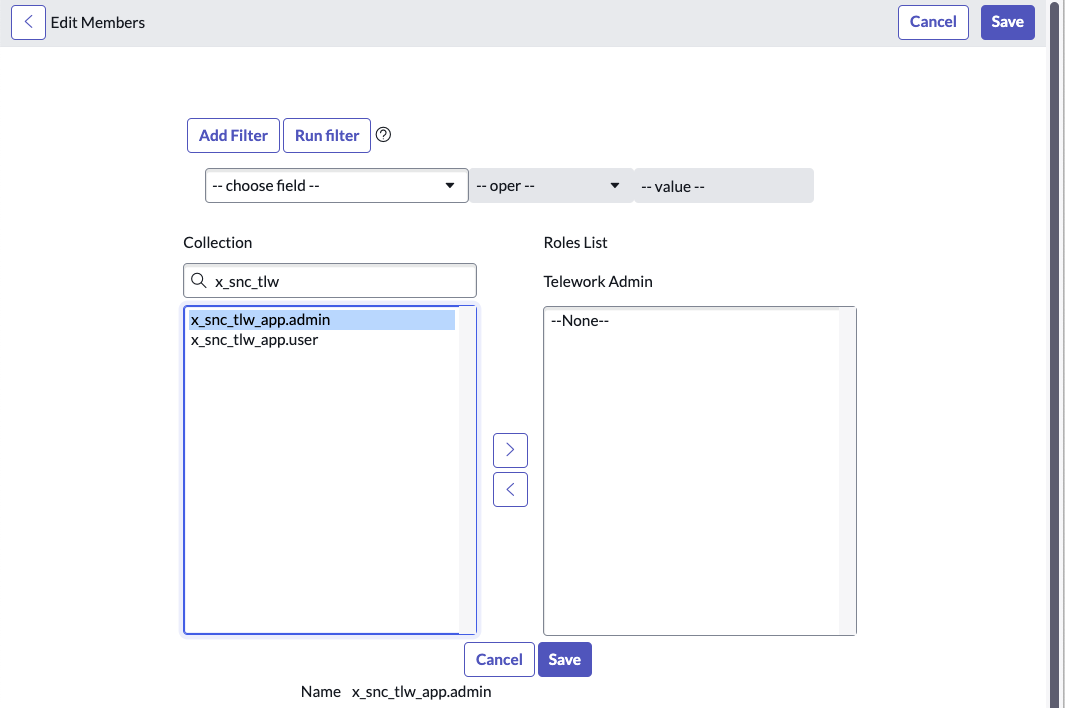 Edit Members
Cancel
Save
Add Filter
Run filter
-- choose field --
-- oper --
-- value --
Collection
Roles List
x_snc_tlw
Telework Admin
x_snc_tlw_app.admin
x_snc_tlw_app.user
--None--
Cancel
Save
Name x_snc_tlw_app.admin